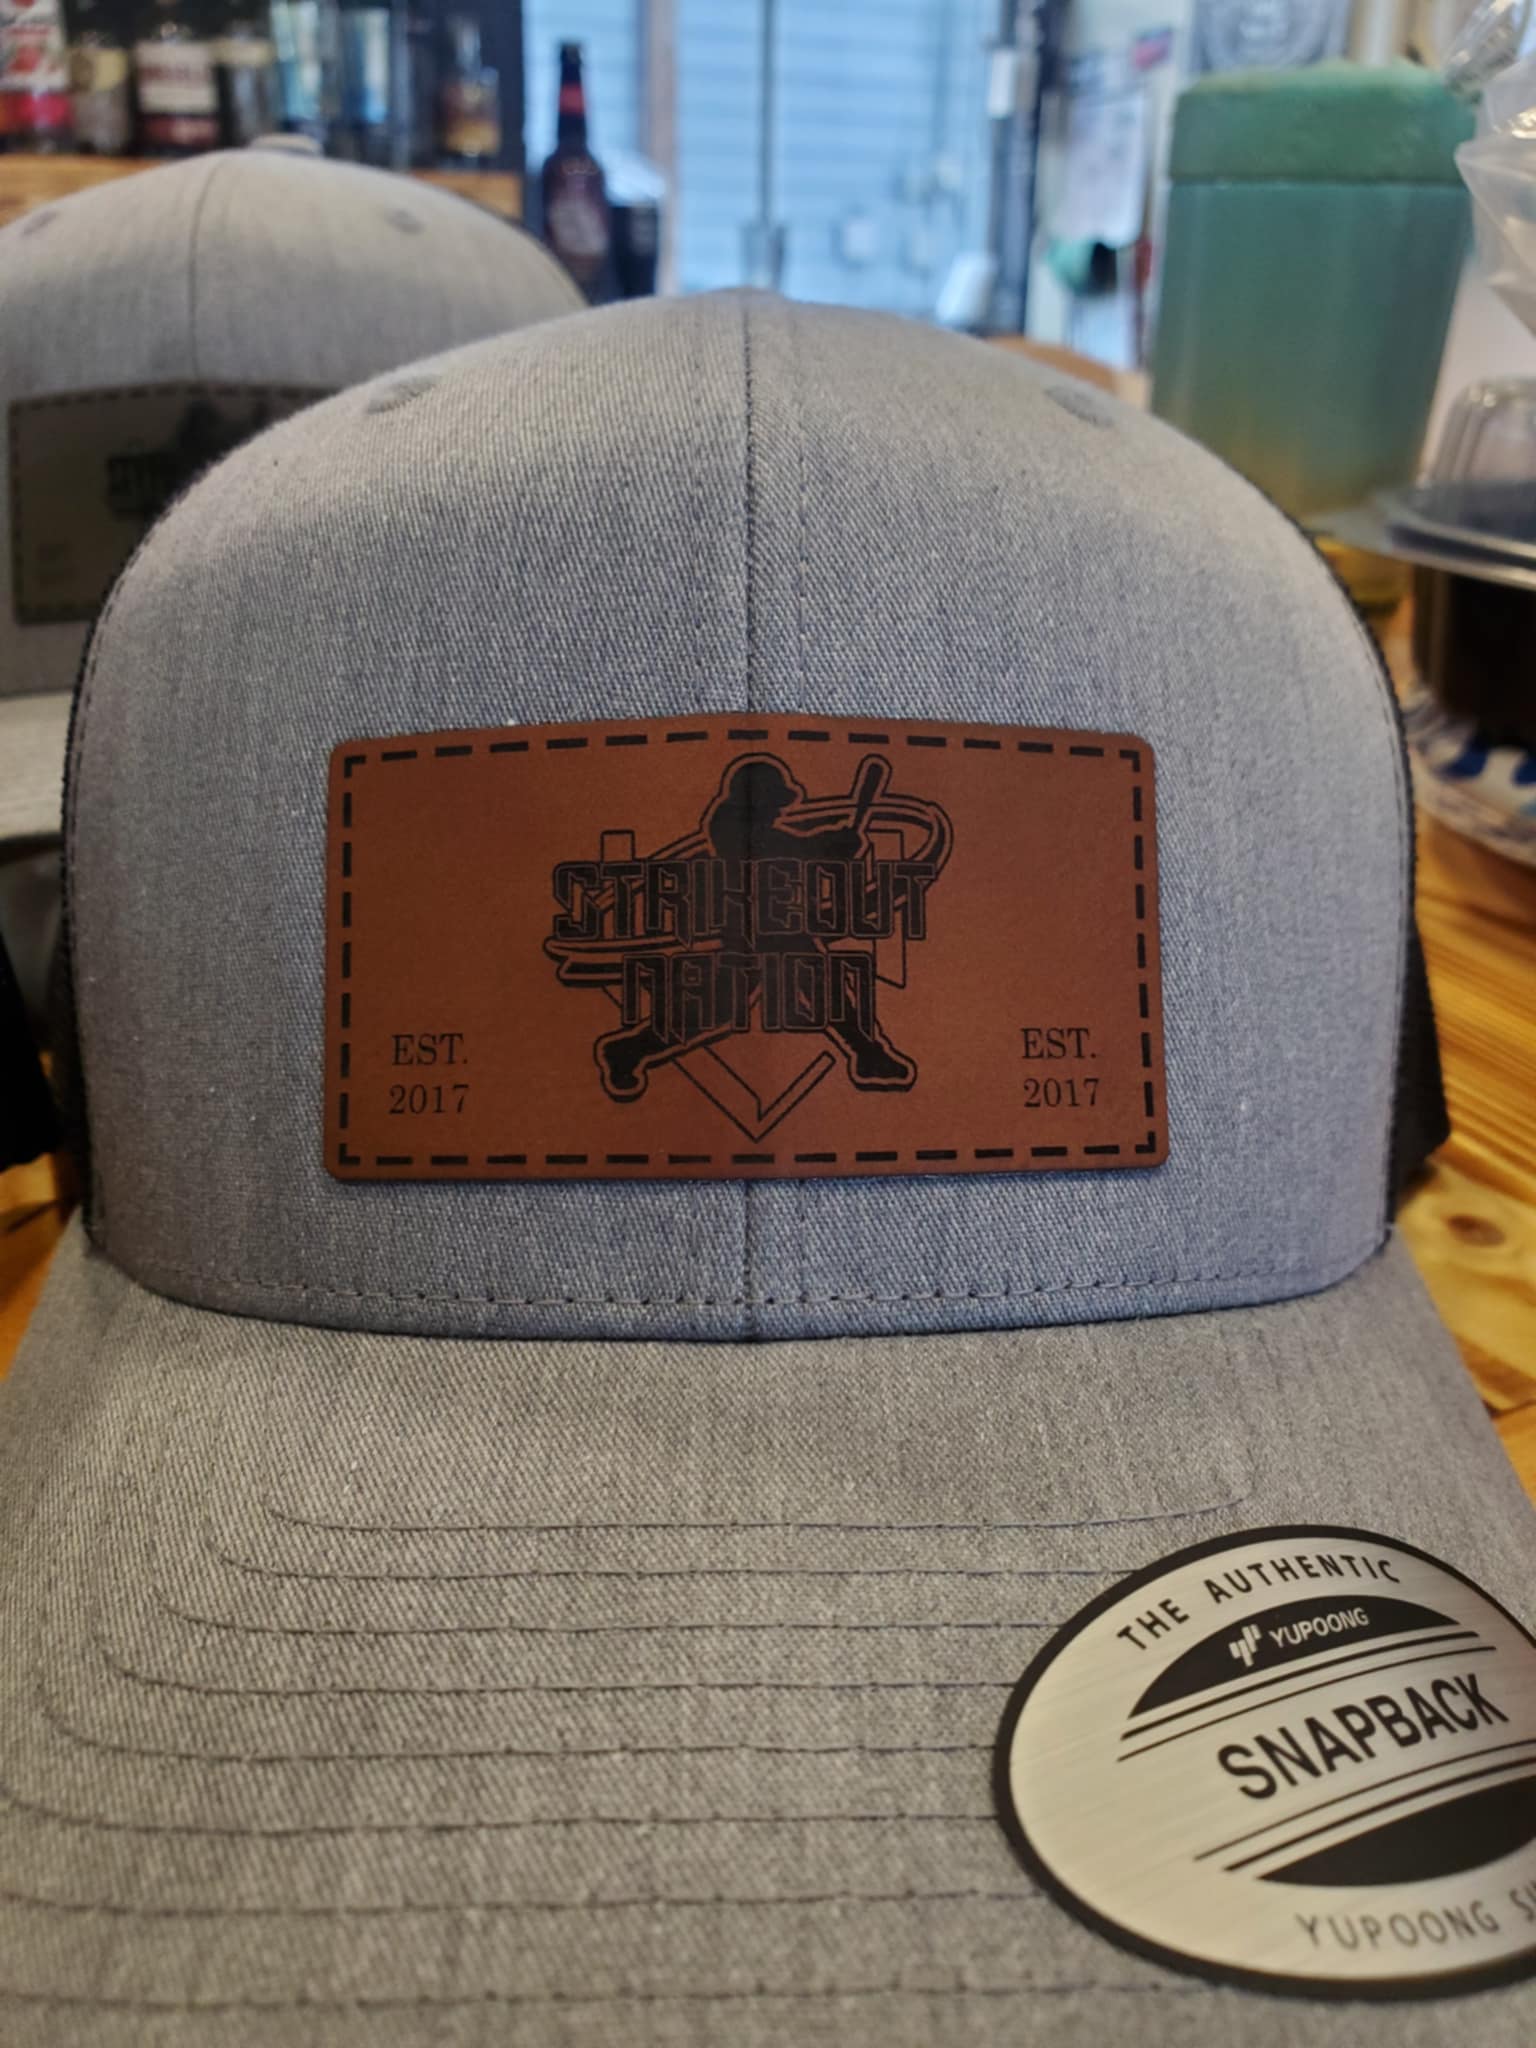 STRIKEOUT
NATION
EST.
2017
EST.
2017
THE AUTHENTIC
YUPOONG
SNAPBACK
YUPOONG